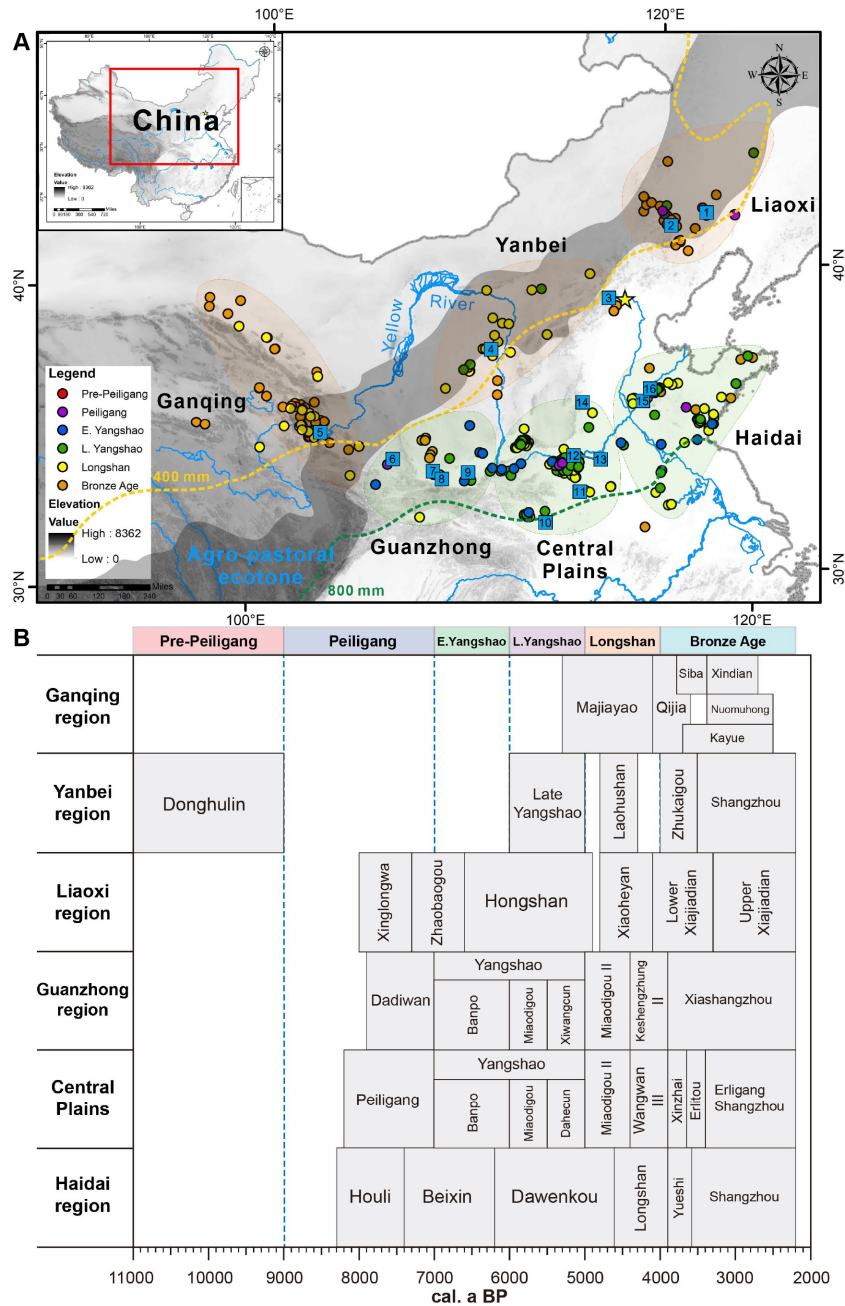 100°E
120°E
A
China
Elevation
Value
High : 8362
Low : 0
Miles
N
W
E
S
Liaoxi
Yanbei
1
2
40°N
40°N
3
Yellow
River
4
Legend
Pre-Peiligang
Peiligang
E. Yangshao
L. Yangshao
Longshan
Bronze Age
Elevation
Value
High : 8362
Low : 0
Miles
0 30 60 120 180 240
Ganqing
5
400 mm
6
7
8
9
10
11
12
13
14
15
16
Haidai
Guanzhong
Central
Plains
Agro-pastoral
ecotone
800 mm
30°N
30°N
100°E
120°E
B
Pre-Peiligang
Peiligang
E.Yangshao
L.Yangshao
Longshan
Bronze Age
Ganqing
region
Majiayao
Qijia
Siba
Xindian
Nuomuhong
Kayue
Yanbei
region
Donghulin
Late
Yangshao
Laohushan
Zhukaigou
Shangzhou
Liaoxi
region
Xinglongwa
Zhaobaogou
Hongshan
Xiaoheyan
Lower
Xiajiadian
Upper
Xiajiadian
Guanzhong
region
Dadiwan
Yangshao
Banpo
Miaodigou
Xiwangcun
Miaodigou II
Keshengzhung
II
Xiashangzhou
Central
Plains
Peiligang
Yangshao
Banpo
Miaodigou
Dahecun
Miaodigou II
Wangwan
III
Xinzhai
Erlitou
Erligang
Shangzhou
Haidai
region
Houli
Beixin
Dawenkou
Longshan
Yueshi
Shangzhou
11000 10000 9000 8000 7000 6000 5000 4000 3000 2000
cal. a BP